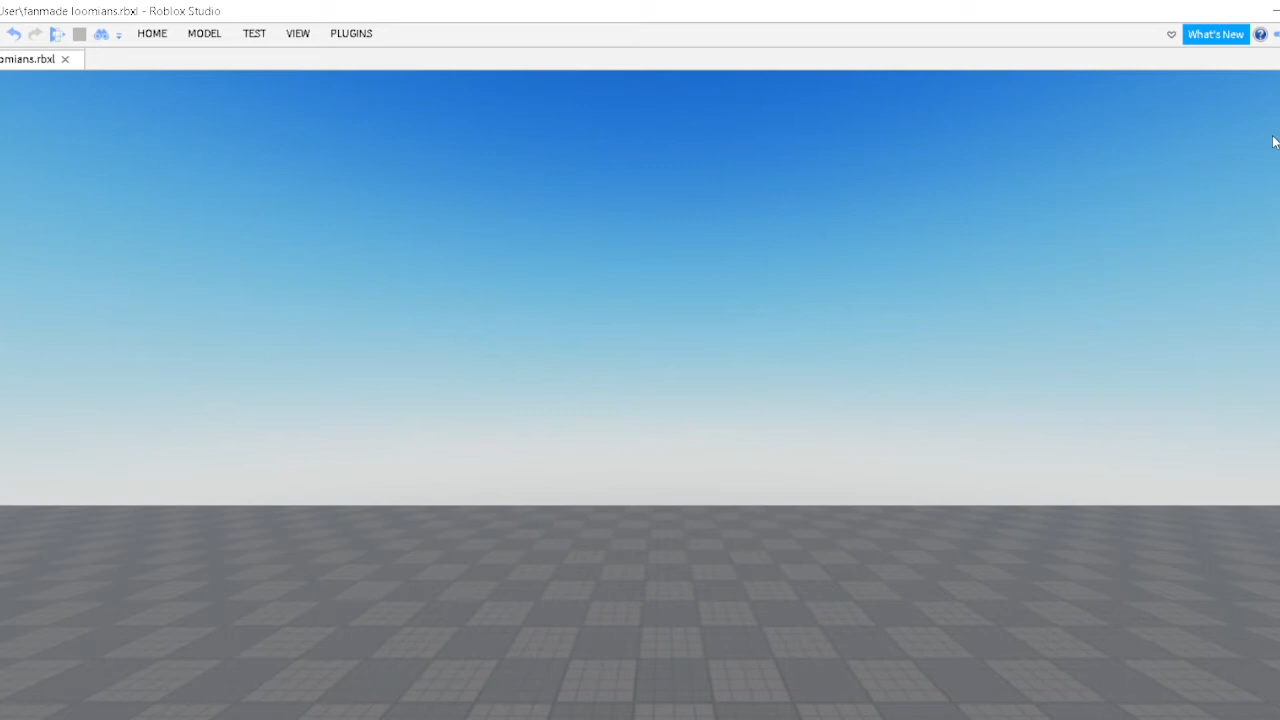 User\fanmade loomians.rbxl - Roblox Studio
HOME MODEL TEST VIEW PLUGINS What's New ?
omians.rbxl